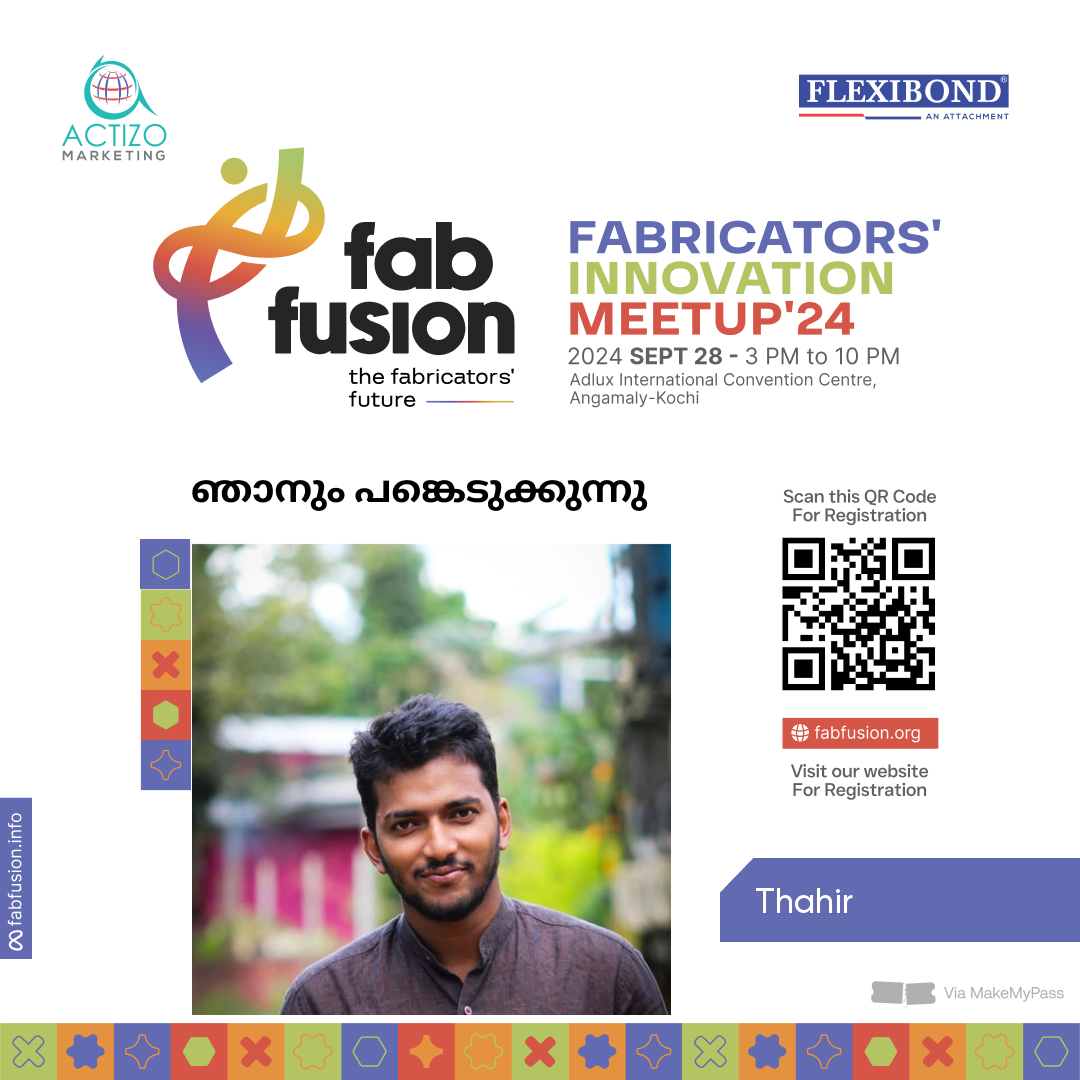 ACTIZO
MARKETING
FLEXIBOND®
AN ATTACHMENT
fab
fusion
the fabricators'
future
FABRICATORS'
INNOVATION
MEETUP'24
2024 SEPT 28 - 3 PM to 10 PM
Adlux International Convention Centre,
Angamaly-Kochi
ഞാനും പങ്കെടുക്കുന്നു
Scan this QR Code
For Registration
fabfusion.org
Visit our website
For Registration
fabfusion.info
Thahir
Via MakeMyPass